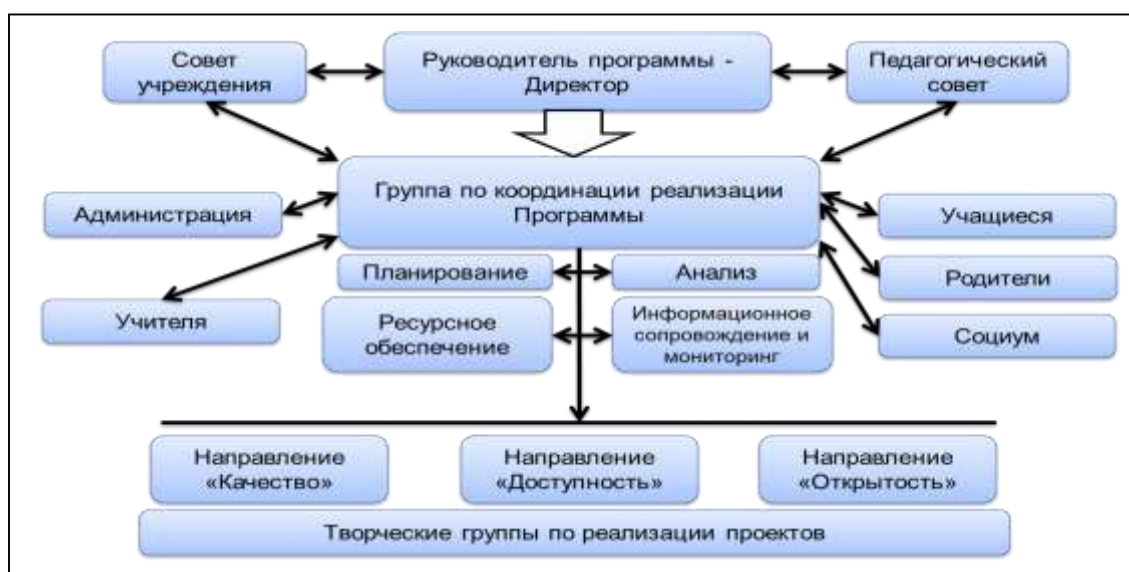 Совет
учреждения
Руководитель программы -
Директор
Педагогический
совет
Группа по координации реализации
Программы
Администрация
Учащиеся
Планирование
Анализ
Родители
Учителя
Ресурсное
обеспечение
Информационное
сопровождение и
мониторинг
Социум
Направление
«Качество»
Направление
«Доступность»
Направление
«Открытость»
Творческие группы по реализации проектов